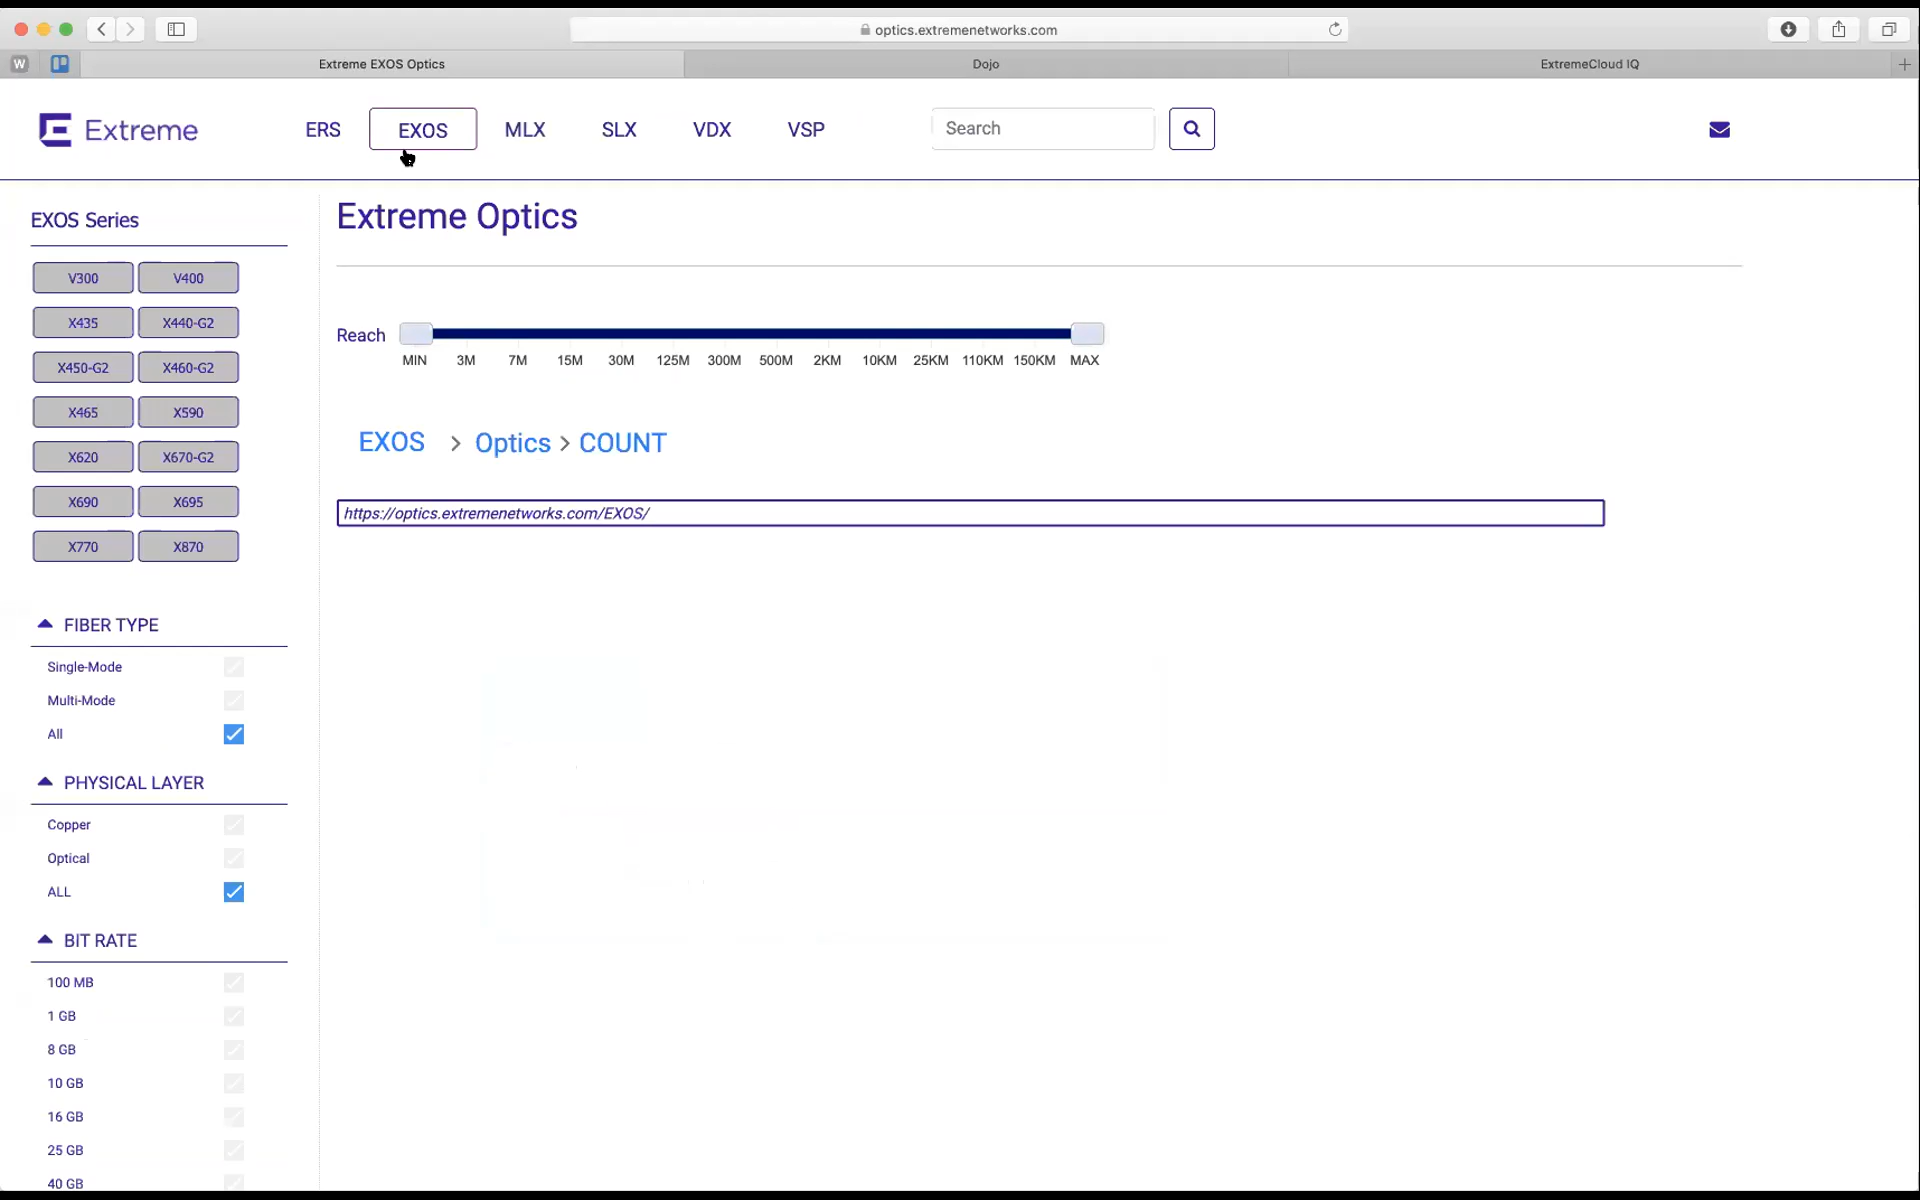 optics.extremenetworks.com
W
Extreme EXOS Optics
Dojo
ExtremeCloud IQ
Extreme
ERS
EXOS
MLX
SLX
VDX
VSP
Search
EXOS Series
V300 V400
X435 X440-G2
X450-G2 X460-G2
X465 X590
X620 X670-G2
X690 X695
X770 X870
FIBER TYPE
Single-Mode
Multi-Mode
All
PHYSICAL LAYER
Copper
Optical
ALL
BIT RATE
100 MB
1 GB
8 GB
10 GB
16 GB
25 GB
40 GB
Extreme Optics
Reach
MIN 3M 7M 15M 30M 125M 300M 500M 2KM 10KM 25KM 110KM 150KM MAX
EXOS > Optics > COUNT
https://optics.extremenetworks.com/EXOS/